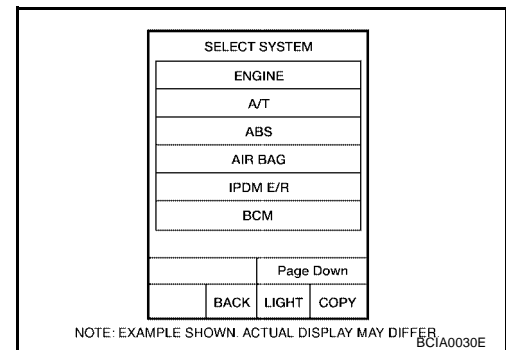 SELECT SYSTEM
ENGINE
A/T
ABS
AIR BAG
IPDM E/R
BCM
Page Down
BACK LIGHT COPY
NOTE: EXAMPLE SHOWN. ACTUAL DISPLAY MAY DIFFER
BCIA0030E